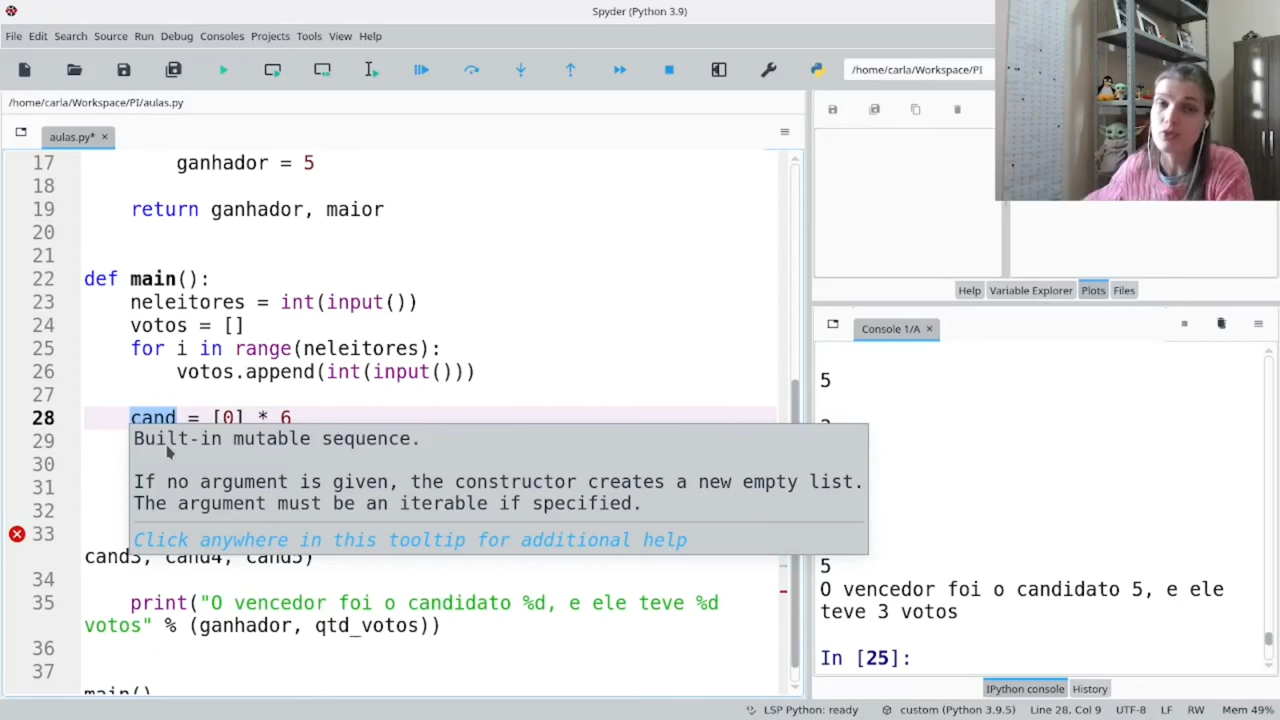 Spyder (Python 3.9)
File Edit Search Source Run Debug Consoles Projects Tools View Help
/home/carla/Workspace/PI
/home/carla/Workspace/PI/aulas.py
aulas.py*
17 ganhador = 5
18
19 return ganhador, maior
20
21
22 def main():
23 neleitores = int(input())
24 votos = []
25 for i in range(neleitores):
26 votos.append(int(input()))
27
28 cand = [0] * 6
29
30
31
32
33
Built-in mutable sequence.
If no argument is given, the constructor creates a new empty list.
The argument must be an iterable if specified.
Click anywhere in this tooltip for additional help
cand3, cand4, cand5)
34
35 print("O vencedor foi o candidato %d, e ele teve %d
votos" % (ganhador, qtd_votos))
36
37
main()
Help Variable Explorer Plots Files
Console 1/A
5
5
O vencedor foi o candidato 5, e ele
teve 3 votos
In [25]:
IPython console History
LSP Python: ready custom (Python 3.9.5) Line 28, Col 9 UTF-8 LF RW Mem 49%